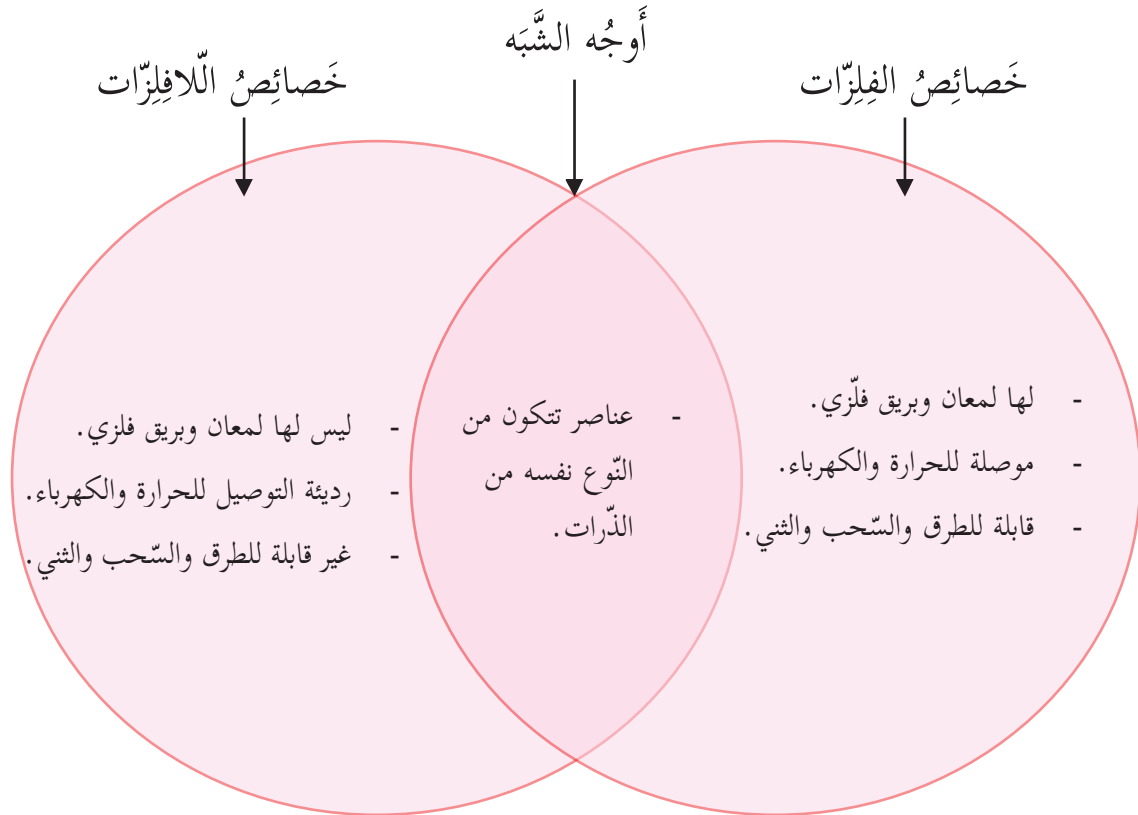 أَوجُه الشَّبَه
خَصائِصُ الفِلِزّات
خَصائِصُ الّلافِلِزّات
- لها لمعان وبريق فلّزي.
- موصلة للحرارة والكهرباء.
- قابلة للطرق والسّحب والثني.
- عناصر تتكون من
النّوع نفسه من
الذّرات.
- ليس لها لمعان وبريق فلزي.
- رديئة التوصيل للحرارة والكهرباء.
- غير قابلة للطرق والسّحب والثني.